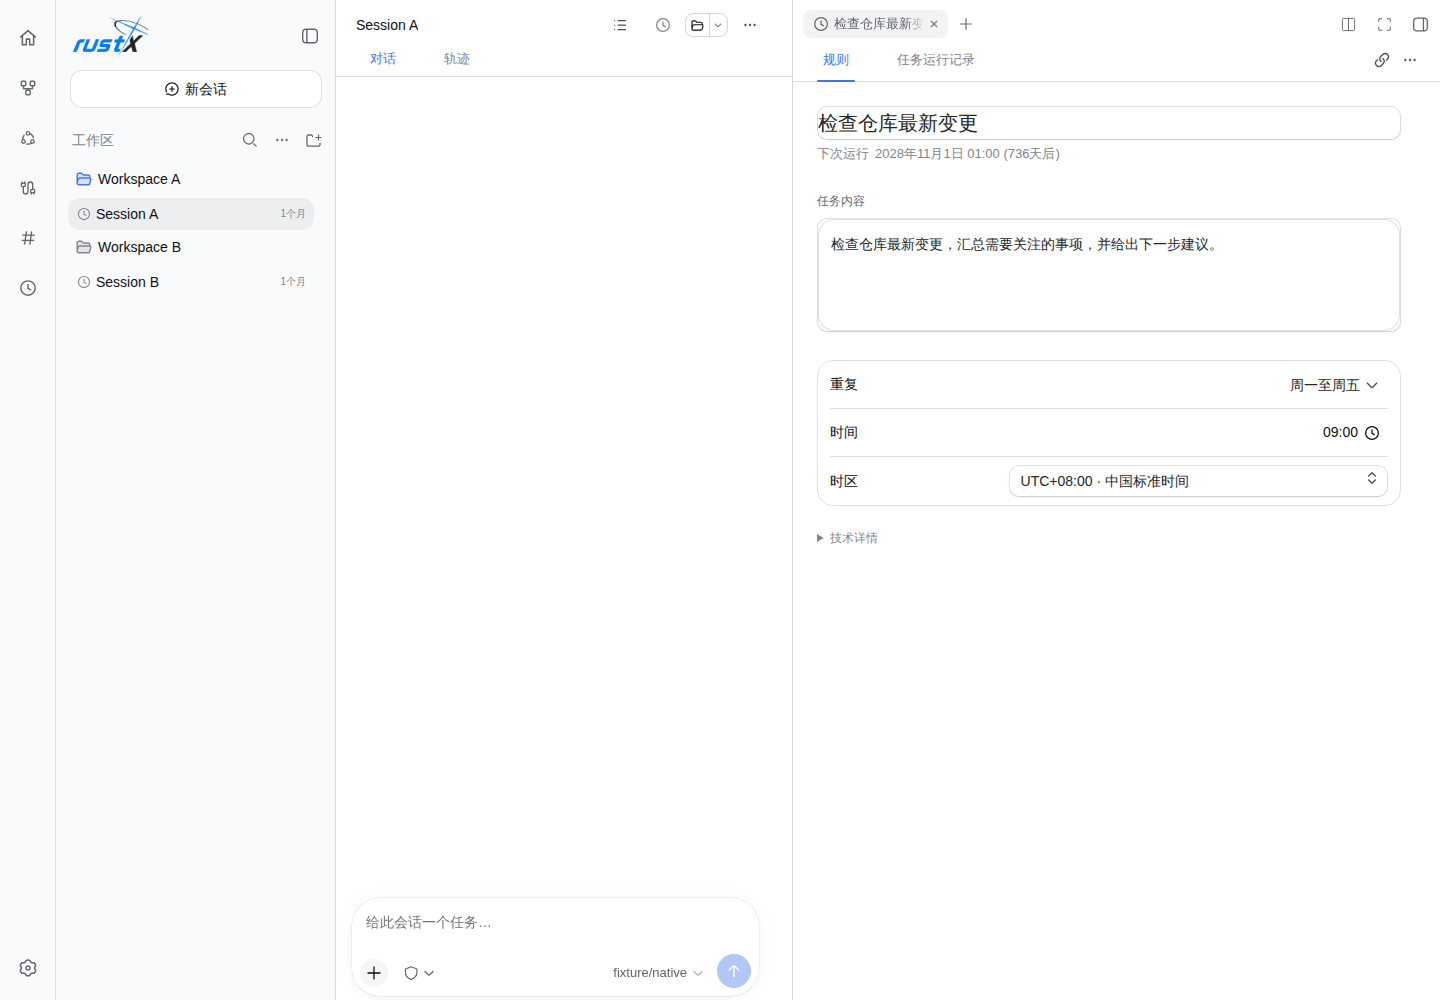 rustX
新会话
工作区
Workspace A
Session A 1个月
Workspace B
Session B 1个月
Session A
对话 轨迹
给此会话一个任务…
fixture/native
检查仓库最新
规则 任务运行记录
检查仓库最新变更
下次运行 2028年11月1日 01:00 (736天后)
任务内容
检查仓库最新变更，汇总需要关注的事项，并给出下一步建议。
重复 周一至周五
时间 09:00
时区 UTC+08:00 · 中国标准时间
技术详情